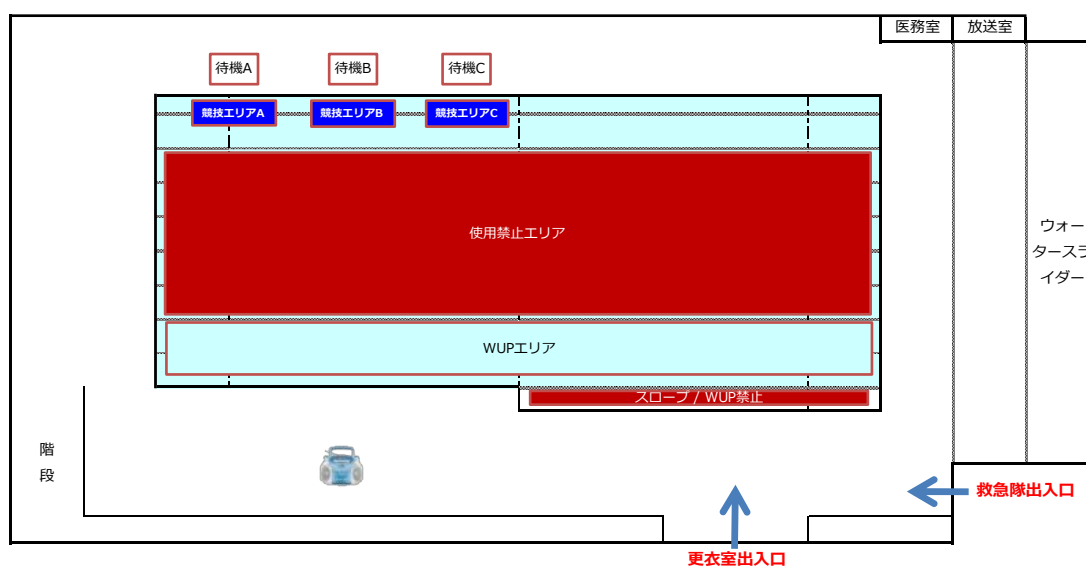 医務室
放送室
待機A
待機B
待機C
競技エリアA
競技エリアB
競技エリアC
使用禁止エリア
ウォー
タースラ
イダー
WUPエリア
スロープ / WUP禁止
階
段
救急隊出入口
更衣室出入口